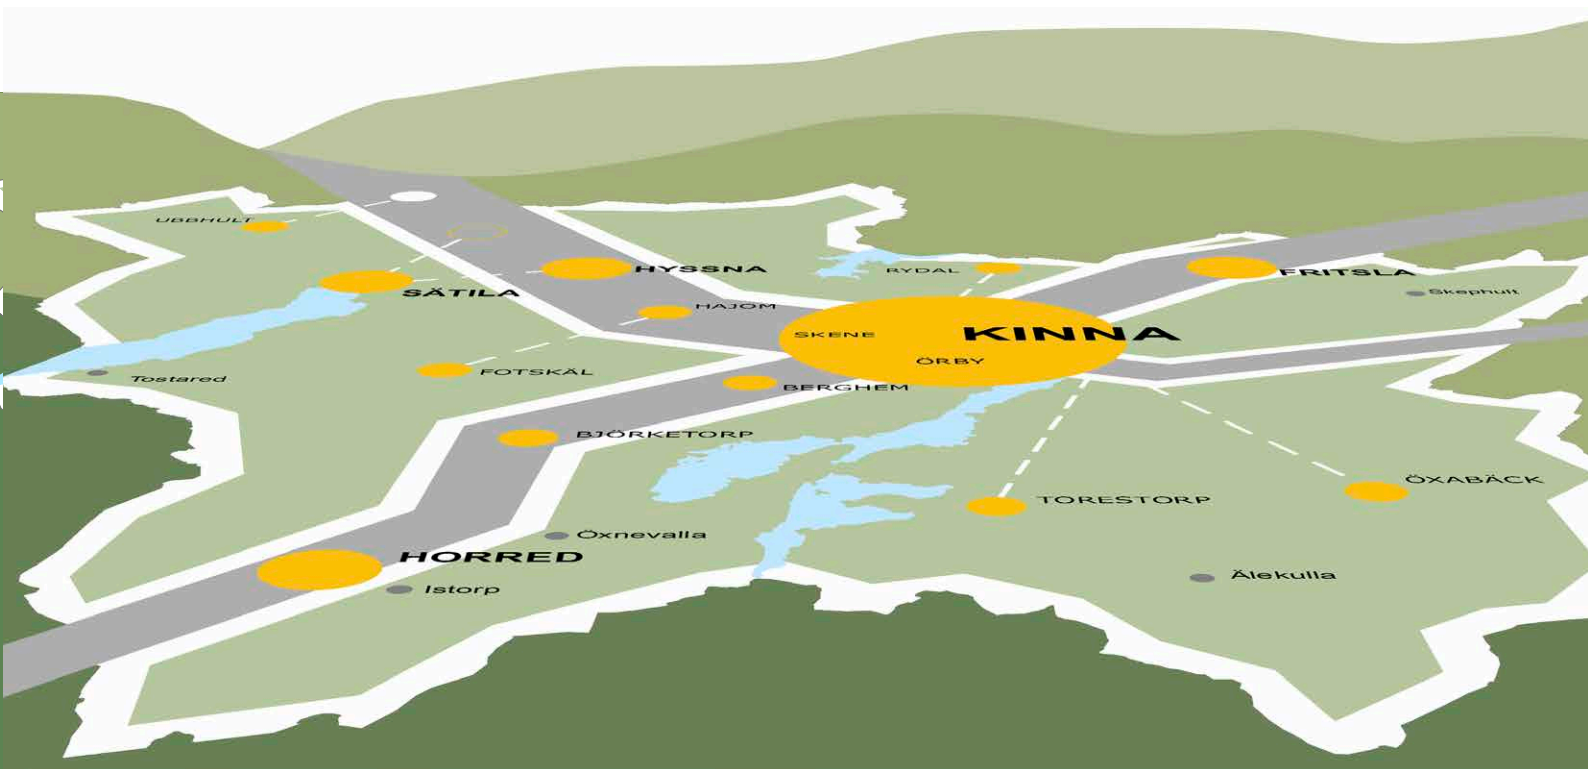 UBBHULT
HYSSNA
RYDAL
FRITSLA
SÄTILA
Skephult
HAJOM
SKENE
KINNA
ÖRBY
Tostared
FOTSKÄL
BERGHEM
BJÖRKETORP
ÖXABÄCK
TORESTORP
Öxnevalla
HORRED
Älekulla
Istorp